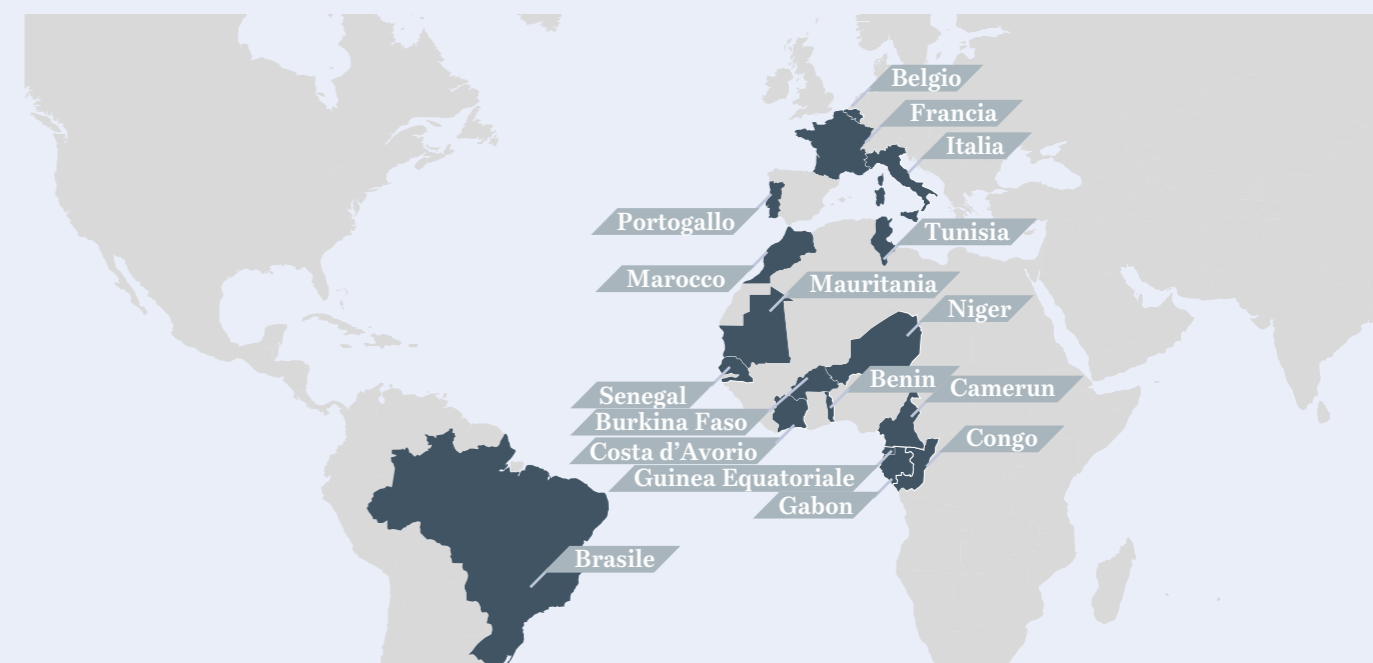 Belgio
Francia
Italia
Portogallo
Tunisia
Marocco
Mauritania
Niger
Benin
Camerun
Senegal
Burkina Faso
Congo
Costa d’Avorio
Guinea Equatoriale
Gabon
Brasile